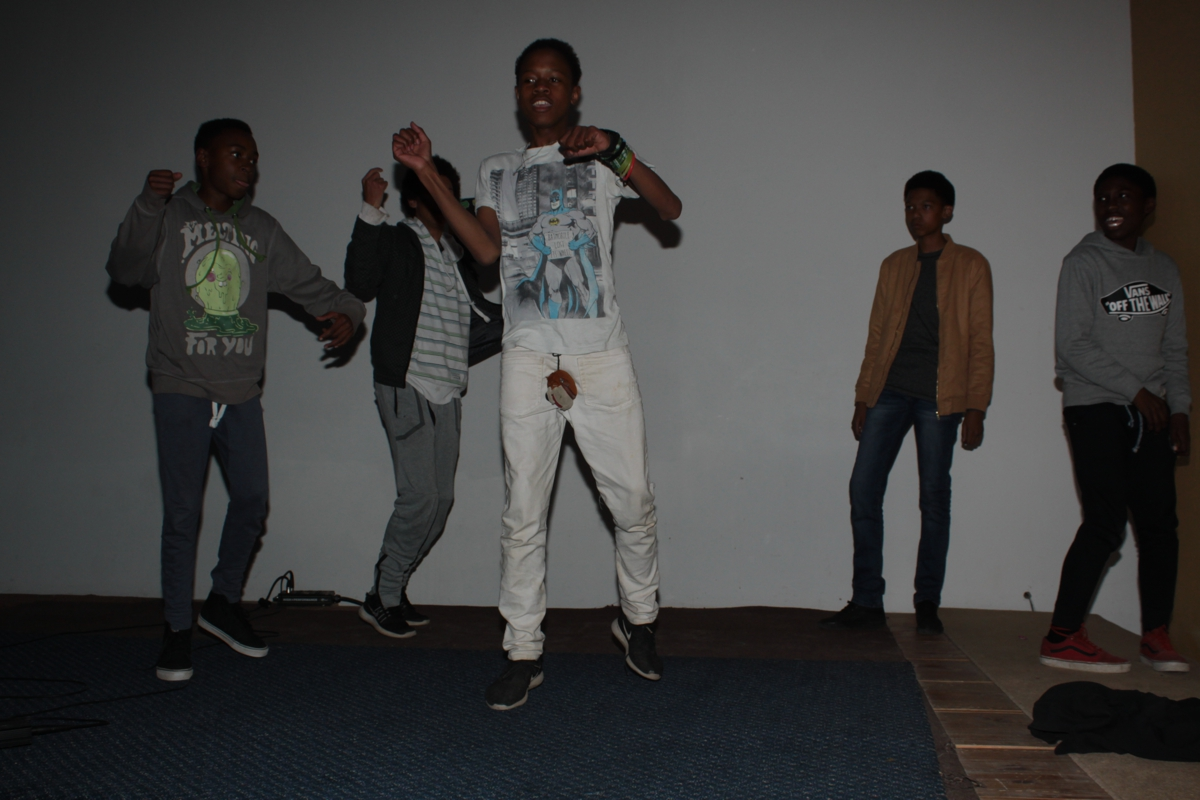 MELTING
FOR YOU
VANS
"OFF THE WALL"